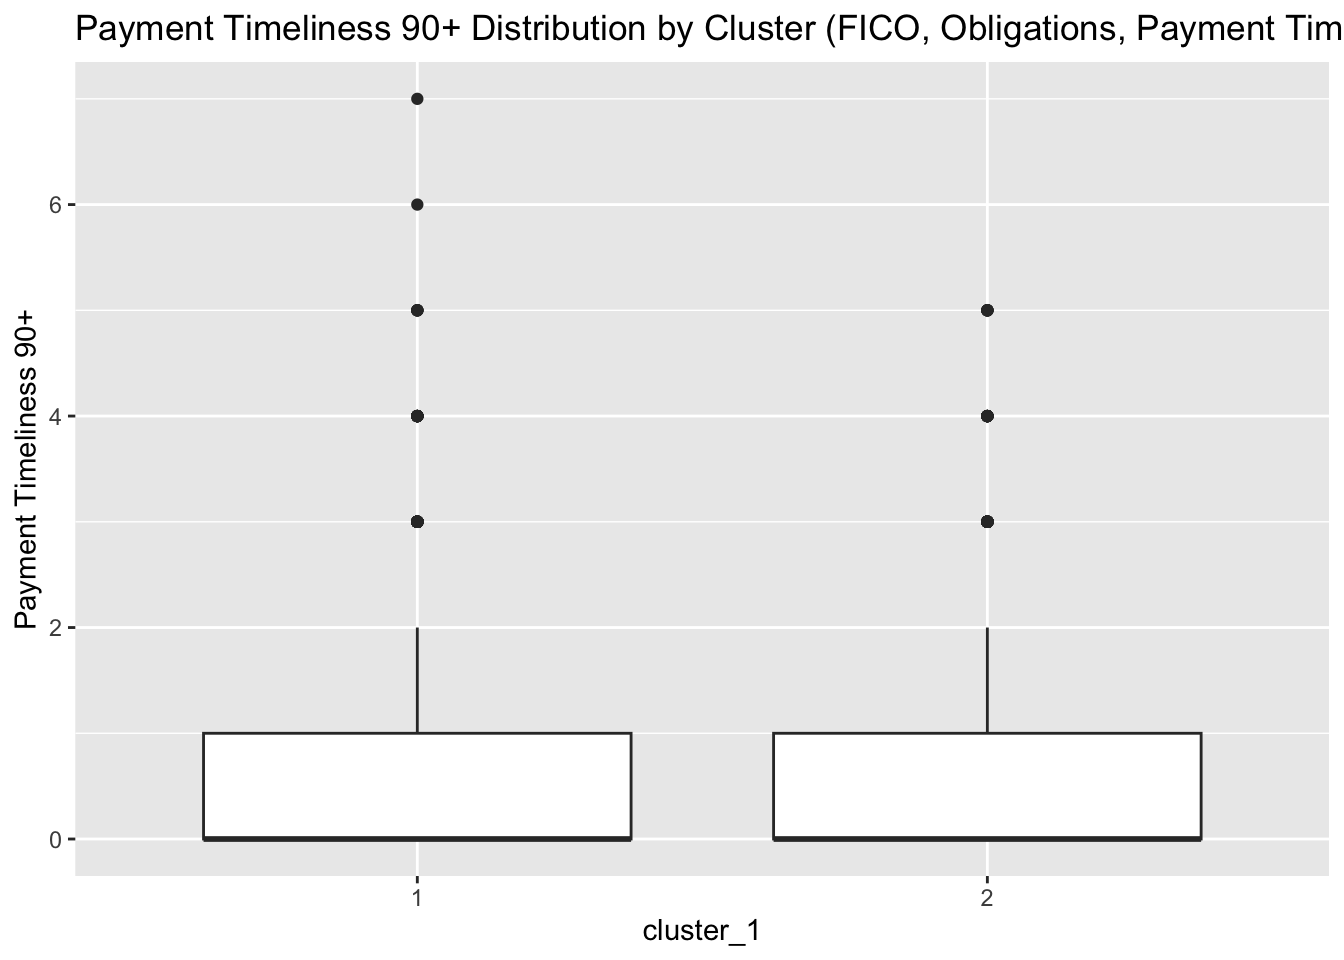 Payment Timeliness 90+ Distribution by Cluster (FICO, Obligations, Payment Tim
Payment Timeliness 90+
6
4
2
0
1 2
cluster_1